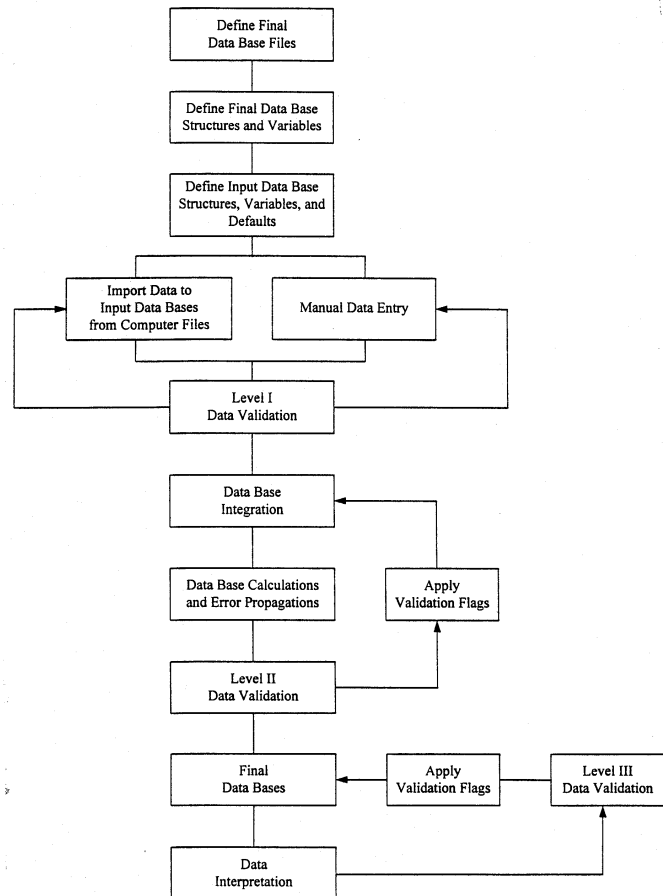 Define Final
Data Base Files
Define Final Data Base
Structures and Variables
Define Input Data Base
Structures, Variables, and
Defaults
Import Data to
Input Data Bases
from Computer Files
Manual Data Entry
Level I
Data Validation
Data Base
Integration
Data Base Calculations
and Error Propagations
Apply
Validation Flags
Level II
Data Validation
Final
Data Bases
Apply
Validation Flags
Level III
Data Validation
Data
Interpretation